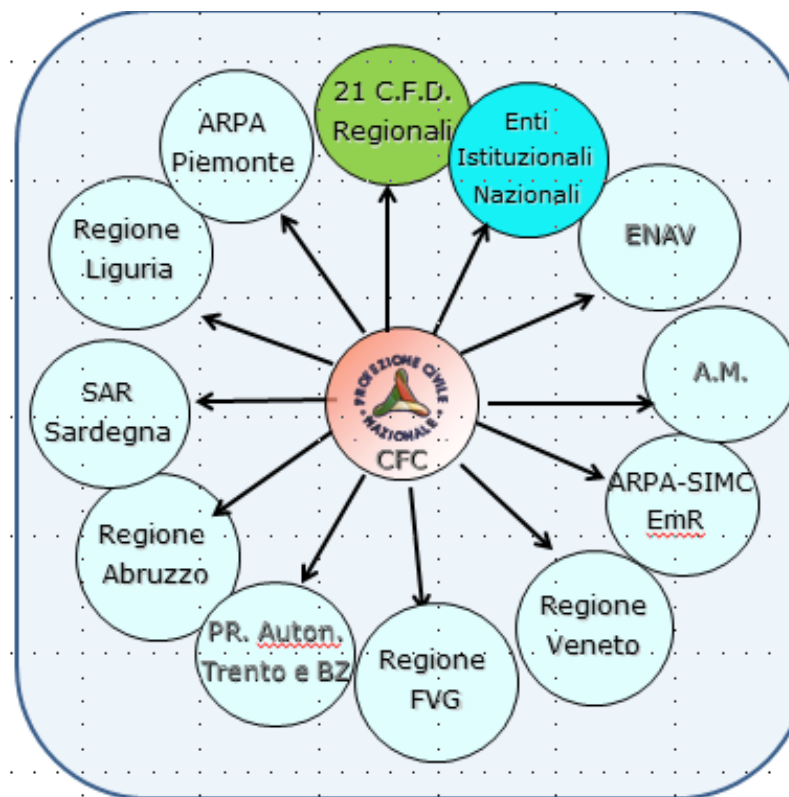 21 C.F.D.
Regionali
Enti
Istituzionali
Nazionali
ENAV
A.M.
ARPA-SIMC
EmR
Regione
Veneto
Regione
FVG
PR. Auton.
Trento e BZ
Regione
Abruzzo
SAR
Sardegna
Regione
Liguria
ARPA
Piemonte
PROTEZIONE CIVILE
NAZIONALE
CFC